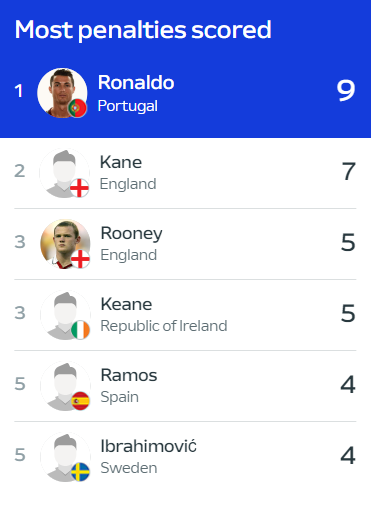 Most penalties scored
1 Ronaldo 9
Portugal
2 Kane 7
England
3 Rooney 5
England
3 Keane 5
Republic of Ireland
5 Ramos 4
Spain
5 Ibrahimović 4
Sweden